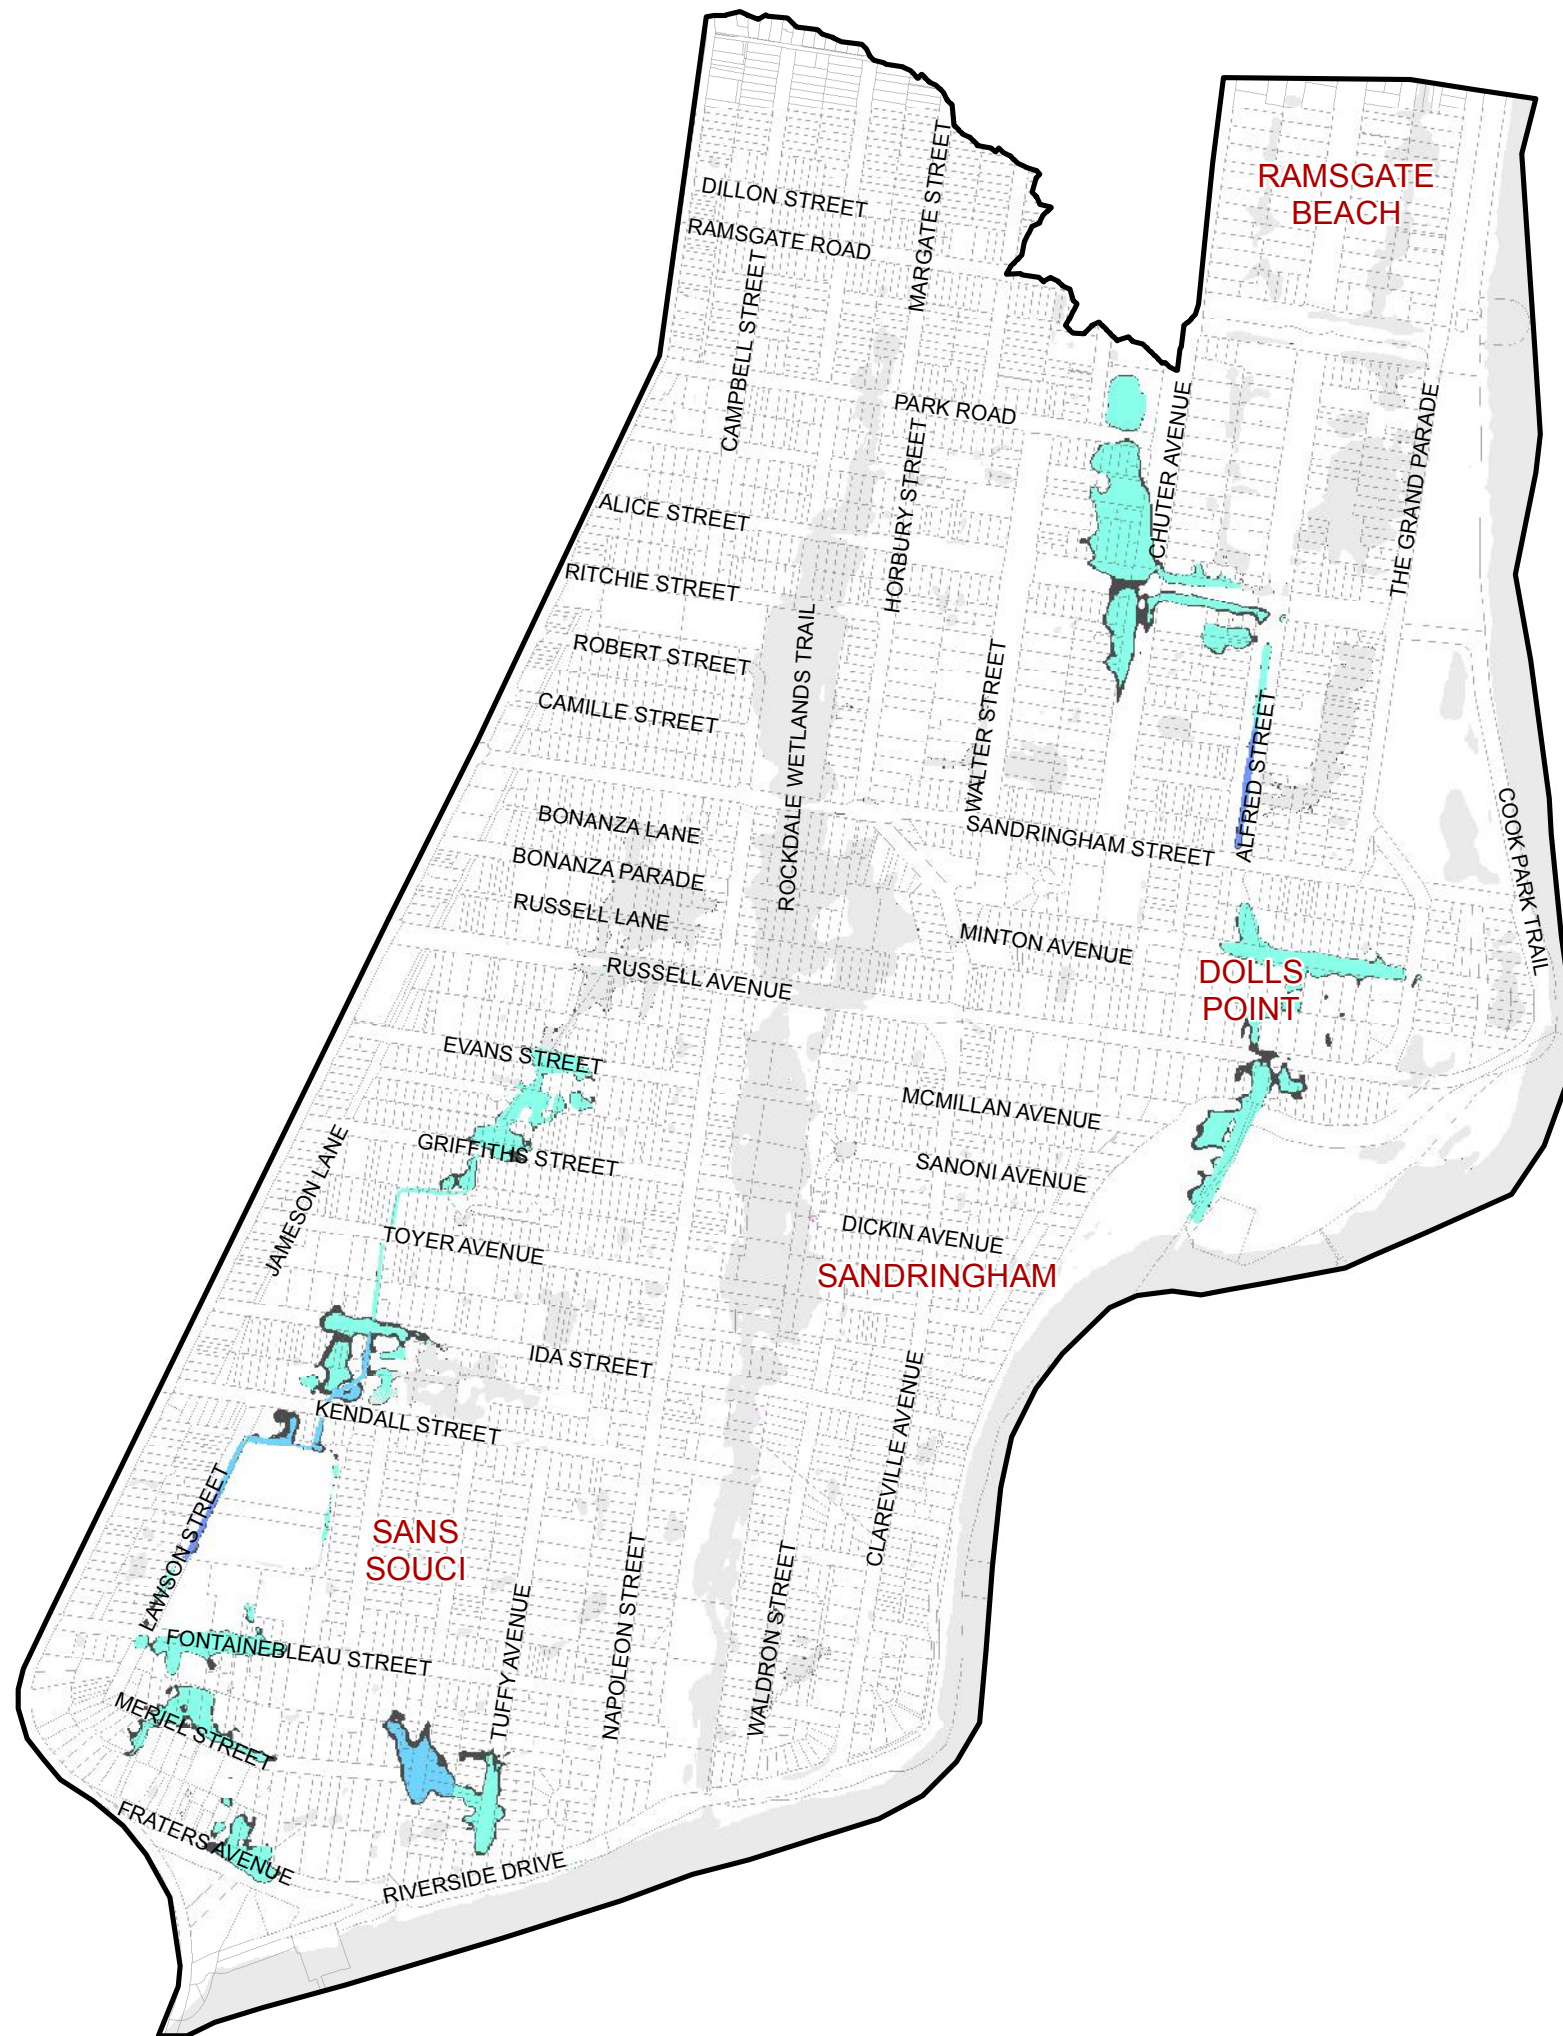 RAMSGATE
BEACH
DILLON STREET
MARGATE STREET
RAMSGATE ROAD
CAMPBELL STREET
PARK ROAD
CHUTER AVENUE
THE GRAND PARADE
HORBURY STREET
ALICE STREET
RITCHIE STREET
ROBERT STREET
ROCKDALE WETLANDS TRAIL
WALTER STREET
CAMILLE STREET
ALFRED STREET
COOK PARK TRAIL
BONANZA LANE
SANDRINGHAM STREET
BONANZA PARADE
RUSSELL LANE
MINTON AVENUE
RUSSELL AVENUE
DOLLS
POINT
EVANS STREET
MCMILLAN AVENUE
GRIFFITHS STREET
SANONI AVENUE
JAMESON LANE
DICKIN AVENUE
TOYER AVENUE
SANDRINGHAM
IDA STREET
CLAREVILLE AVENUE
KENDALL STREET
LAWSON STREET
SANS
SOUCI
TUFFY AVENUE
NAPOLEON STREET
WALDRON STREET
FONTAINEBLEAU STREET
MERIEL STREET
FRATERS AVENUE
RIVERSIDE DRIVE